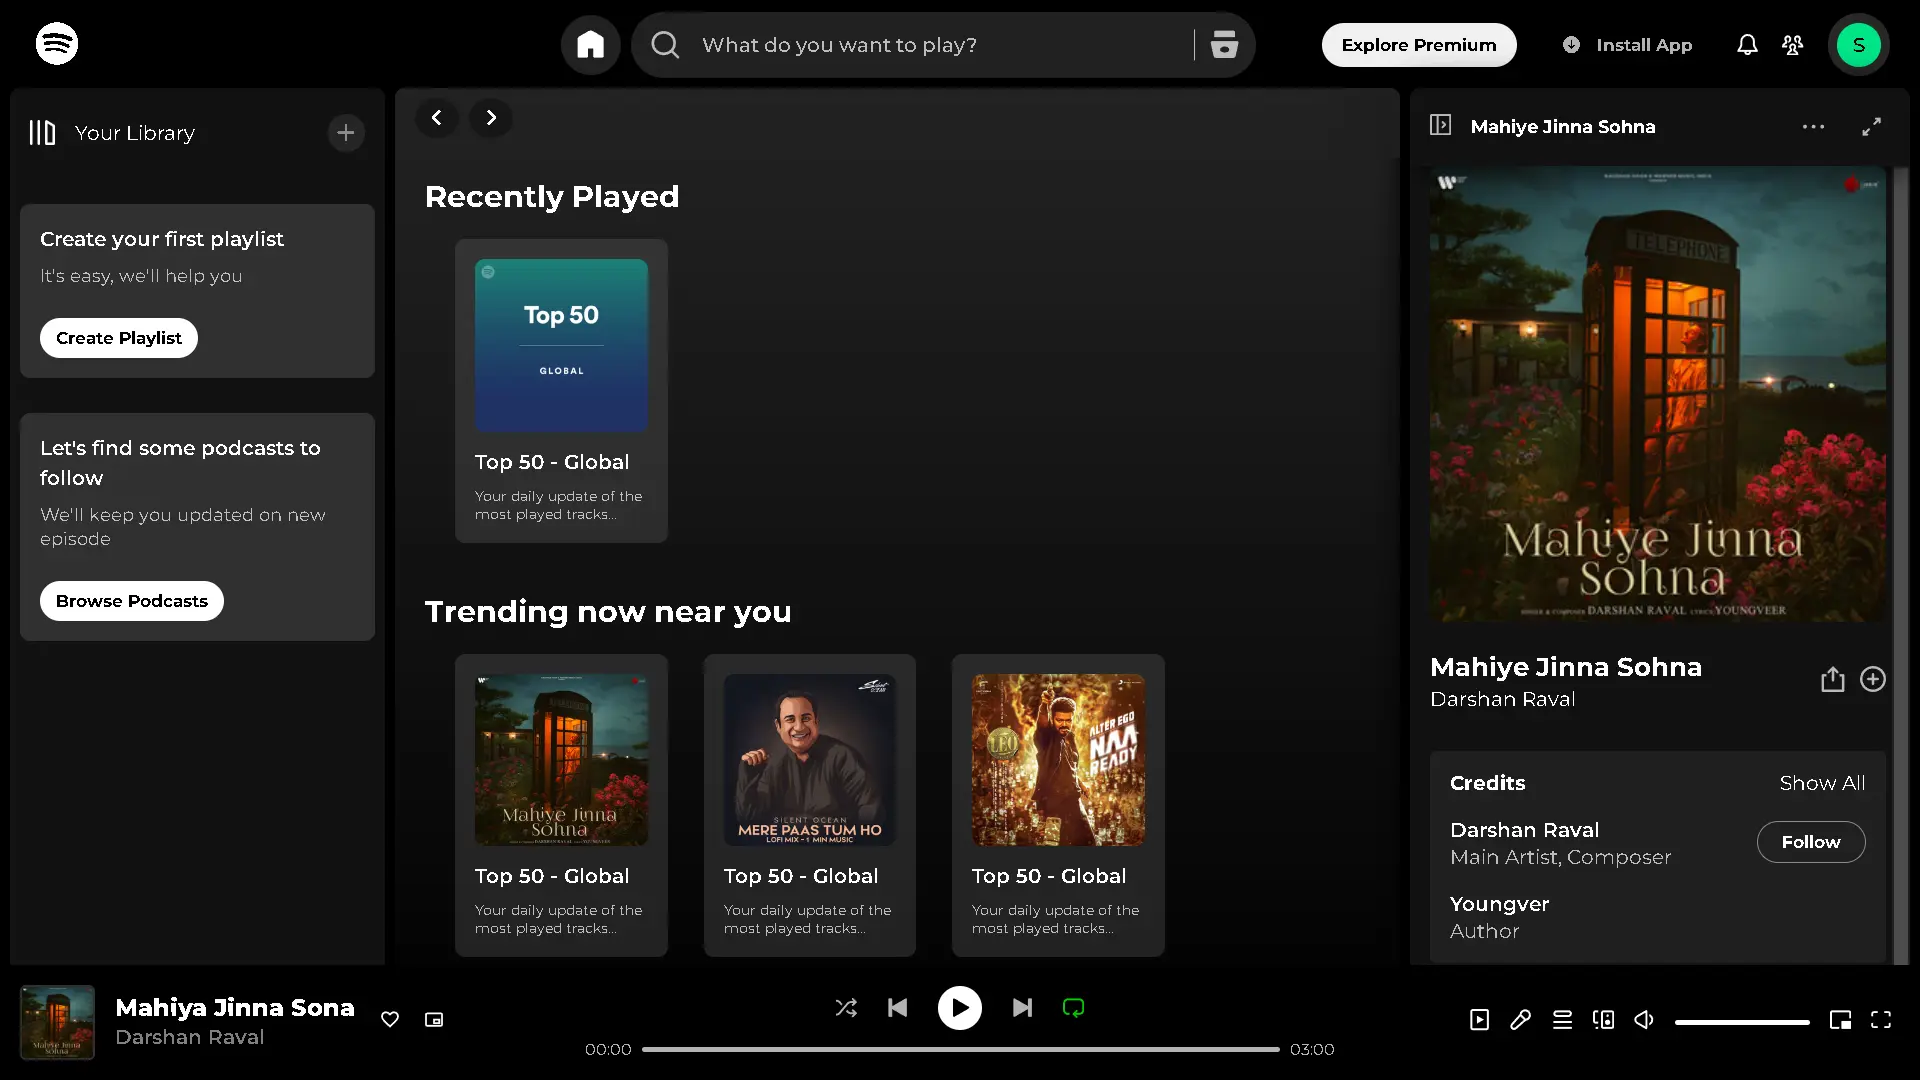 What do you want to play?
Explore Premium
Install App
S
Your Library
Create your first playlist
It's easy, we'll help you
Create Playlist
Let's find some podcasts to
follow
We'll keep you updated on new
episode
Browse Podcasts
Recently Played
Top 50
GLOBAL
Top 50 - Global
Your daily update of the
most played tracks...
Trending now near you
Mahiye Jinna
Sohna
Top 50 - Global
Your daily update of the
most played tracks...
SILENT OCEAN
MERE PAAS TUM HO
LOFI MIX - 1 MIN MUSIC
Top 50 - Global
Your daily update of the
most played tracks...
LEO
ALTER EGO
NAA
READY
Top 50 - Global
Your daily update of the
most played tracks...
Mahiye Jinna Sohna
TELEPHONE
Mahiye Jinna
Sohna
SINGER & COMPOSER DARSHAN RAVAL LYRICS YOUNGVEER
Mahiye Jinna Sohna
Darshan Raval
Credits
Show All
Darshan Raval
Main Artist, Composer
Follow
Youngver
Author
Mahiya Jinna Sona
Darshan Raval
00:00
03:00